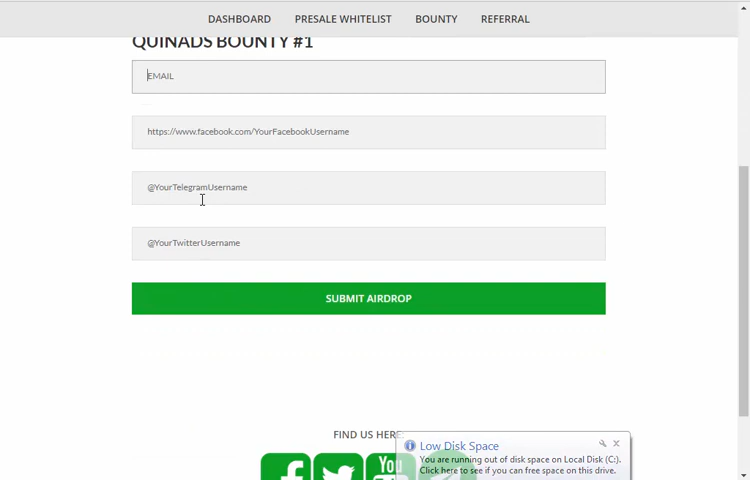 DASHBOARD PRESALE WHITELIST BOUNTY REFERRAL
QUINADS BOUNTY #1
EMAIL
https://www.facebook.com/YourFacebookUsername
@YourTelegramUsername
@YourTwitterUsername
SUBMIT AIRDROP
FIND US HERE
You
Low Disk Space
You are running out of disk space on Local Disk (C:).
Click here to see if you can free space on this drive.